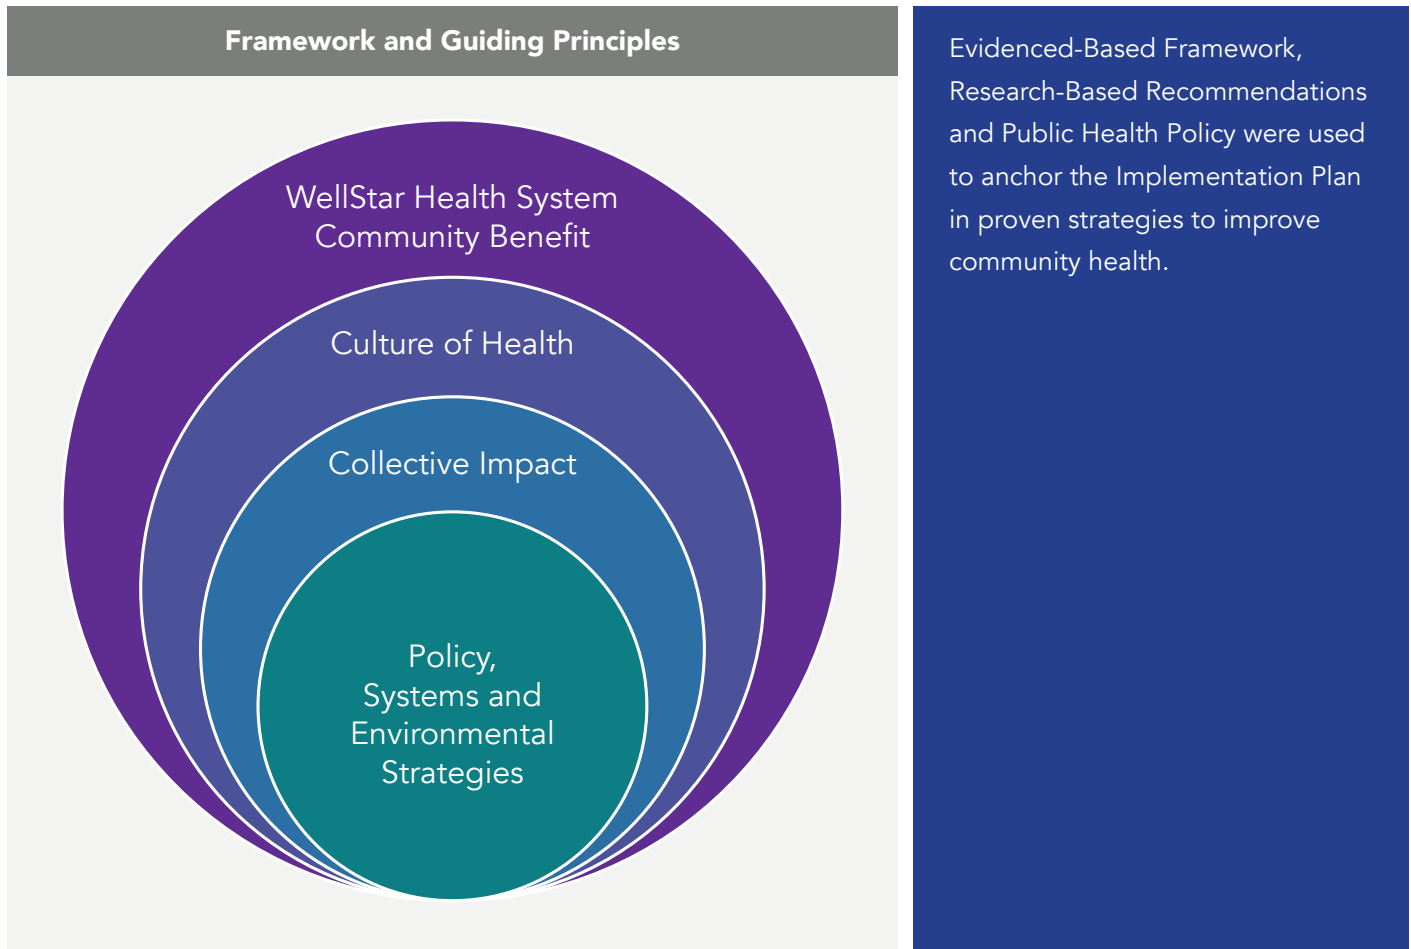 Framework and Guiding Principles
WellStar Health System
Community Benefit
Culture of Health
Collective Impact
Policy,
Systems and
Environmental
Strategies
Evidenced-Based Framework,
Research-Based Recommendations
and Public Health Policy were used
to anchor the Implementation Plan
in proven strategies to improve
community health.